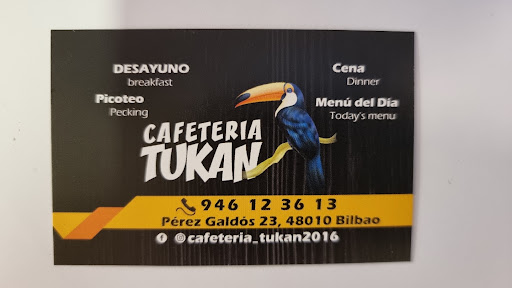 DESAYUNO
breakfast
Picoteo
Pecking
Cena
Dinner
Menú del Día
Today's menu
CAFETERIA
TUKAN
946 12 36 13
Pérez Galdós 23, 48010 Bilbao
cafeteria_tukan2016